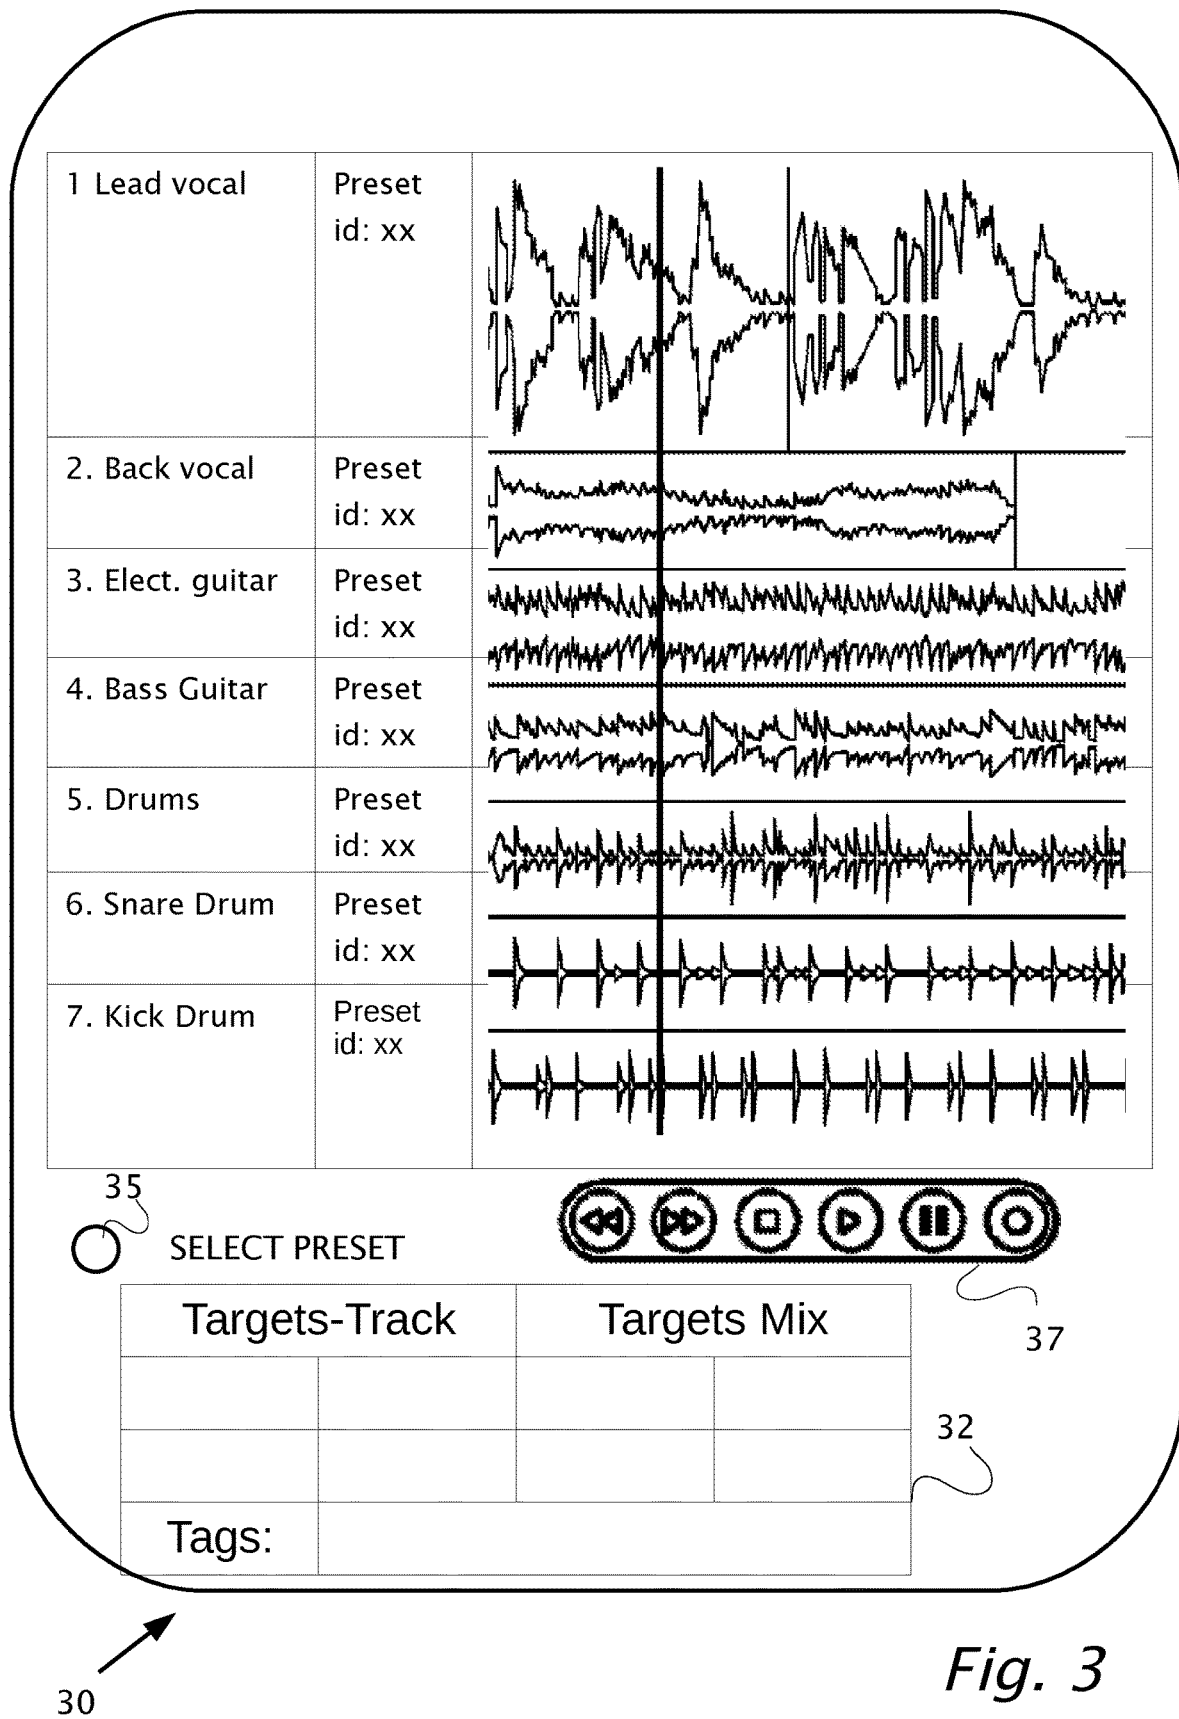 1 Lead vocal
Preset
id: xx
2. Back vocal
Preset
id: xx
3. Elect. guitar
Preset
id: xx
4. Bass Guitar
Preset
id: xx
5. Drums
Preset
id: xx
6. Snare Drum
Preset
id: xx
7. Kick Drum
Preset
id: xx
35
SELECT PRESET
37
Targets-Track
Targets Mix
32
Tags:
30
Fig. 3